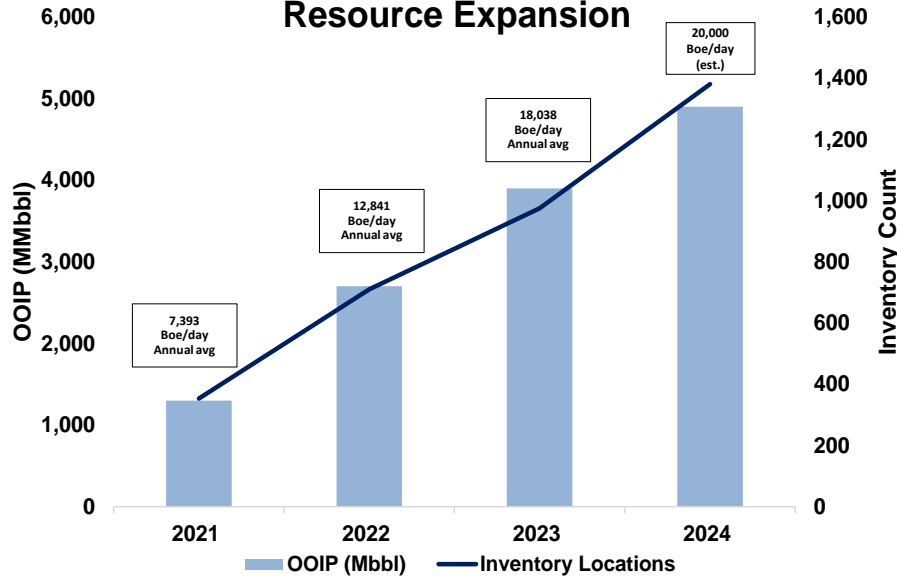 Resource Expansion
6,000
5,000
4,000
3,000
2,000
1,000
0
OOIP (MMbbl)
1,600
1,400
1,200
1,000
800
600
400
200
0
Inventory Count
7,393
Boe/day
Annual avg
12,841
Boe/day
Annual avg
18,038
Boe/day
Annual avg
20,000
Boe/day
(est.)
2021
2022
2023
2024
OOIP (Mbbl)
Inventory Locations